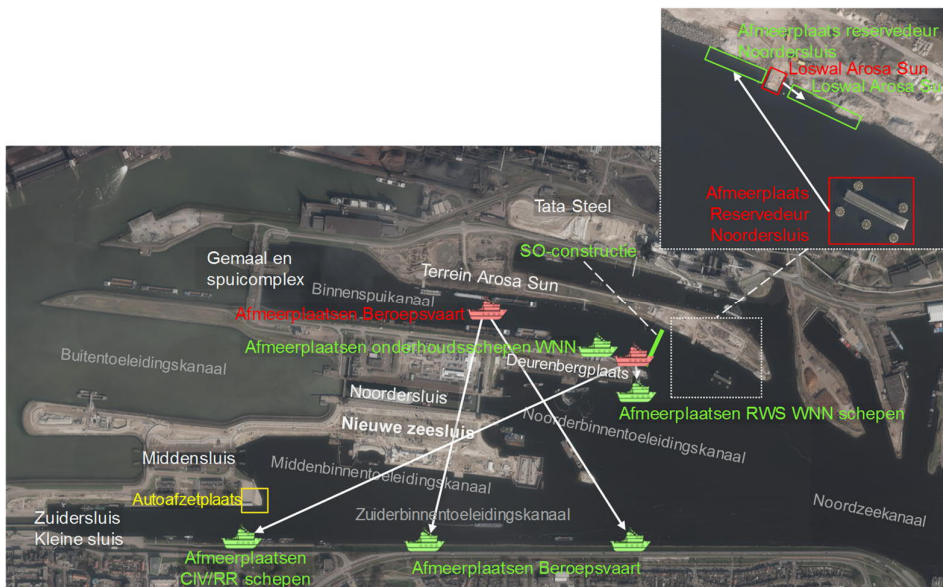 Afmeerplaats reservedeur
Noordersluis
Loswal Arosa Sun
Loswal Arosa Su
Afmeerplaats
Reservedeur
Noordersluis
Tata Steel
SO-constructie
Gemaal en
spuicomplex
Terrein Arosa Sun
Binnenspuikanaal
Afmeerplaatsen Beroepsvaart
Afmeerplaatsen onderhoudsschepen WNN
Buitentoeleidingskanaal
Deurenbergplaats
Noordersluis
Afmeerplaatsen RWS WNN schepen
Nieuwe zeesluis
Noorderbinnentoeleidingskanaal
Middensluis
Middenbinnentoeleidingskanaal
Autoafzetplaats
Noordzeekanaal
Zuidersluis
Kleine sluis
Zuiderbinnentoeleidingskanaal
Afmeerplaatsen
CIV/RR schepen
Afmeerplaatsen Beroepsvaart